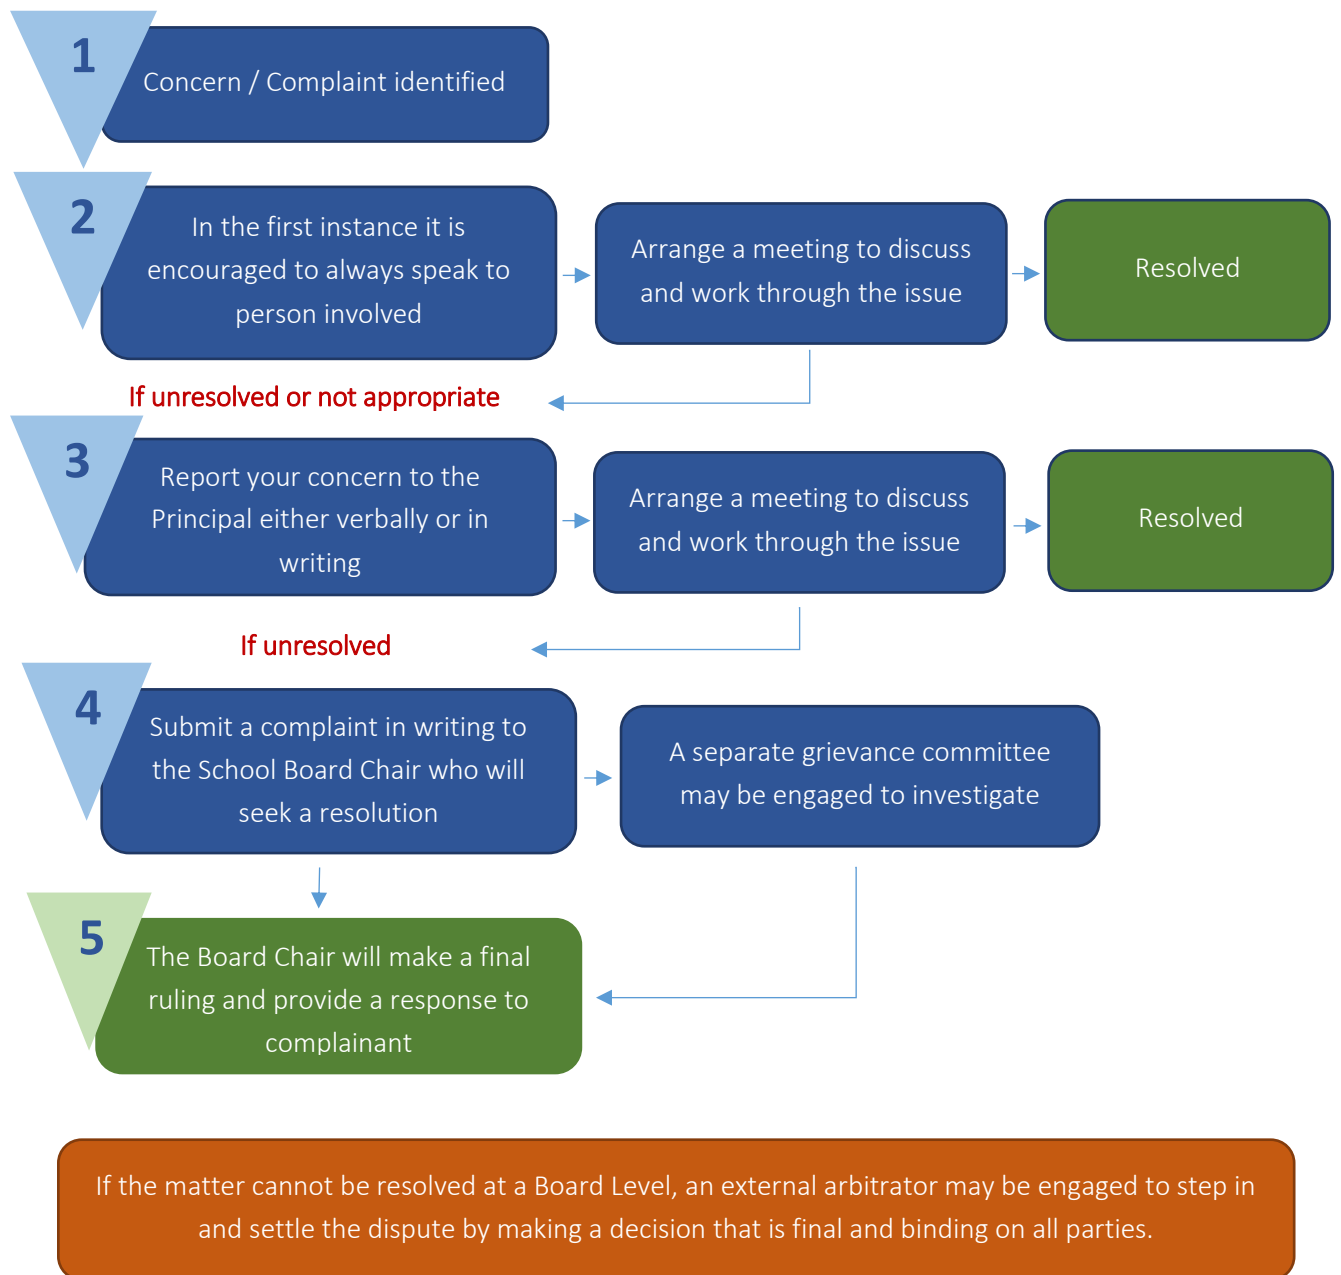 1
Concern / Complaint identified
2
In the first instance it is
encouraged to always speak to
person involved
Arrange a meeting to discuss
and work through the issue
Resolved
If unresolved or not appropriate
3
Report your concern to the
Principal either verbally or in
writing
Arrange a meeting to discuss
and work through the issue
Resolved
If unresolved
4
Submit a complaint in writing to
the School Board Chair who will
seek a resolution
A separate grievance committee
may be engaged to investigate
5
The Board Chair will make a final
ruling and provide a response to
complainant
If the matter cannot be resolved at a Board Level, an external arbitrator may be engaged to step in
and settle the dispute by making a decision that is final and binding on all parties.